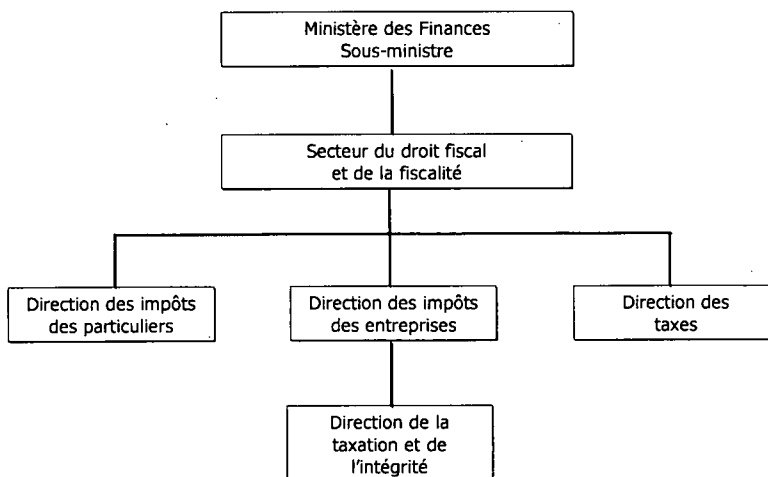 Ministère des Finances
Sous-ministre
Secteur du droit fiscal
et de la fiscalité
Direction des impôts
des particuliers
Direction des impôts
des entreprises
Direction des
taxes
Direction de la
taxation et de
l'intégrité